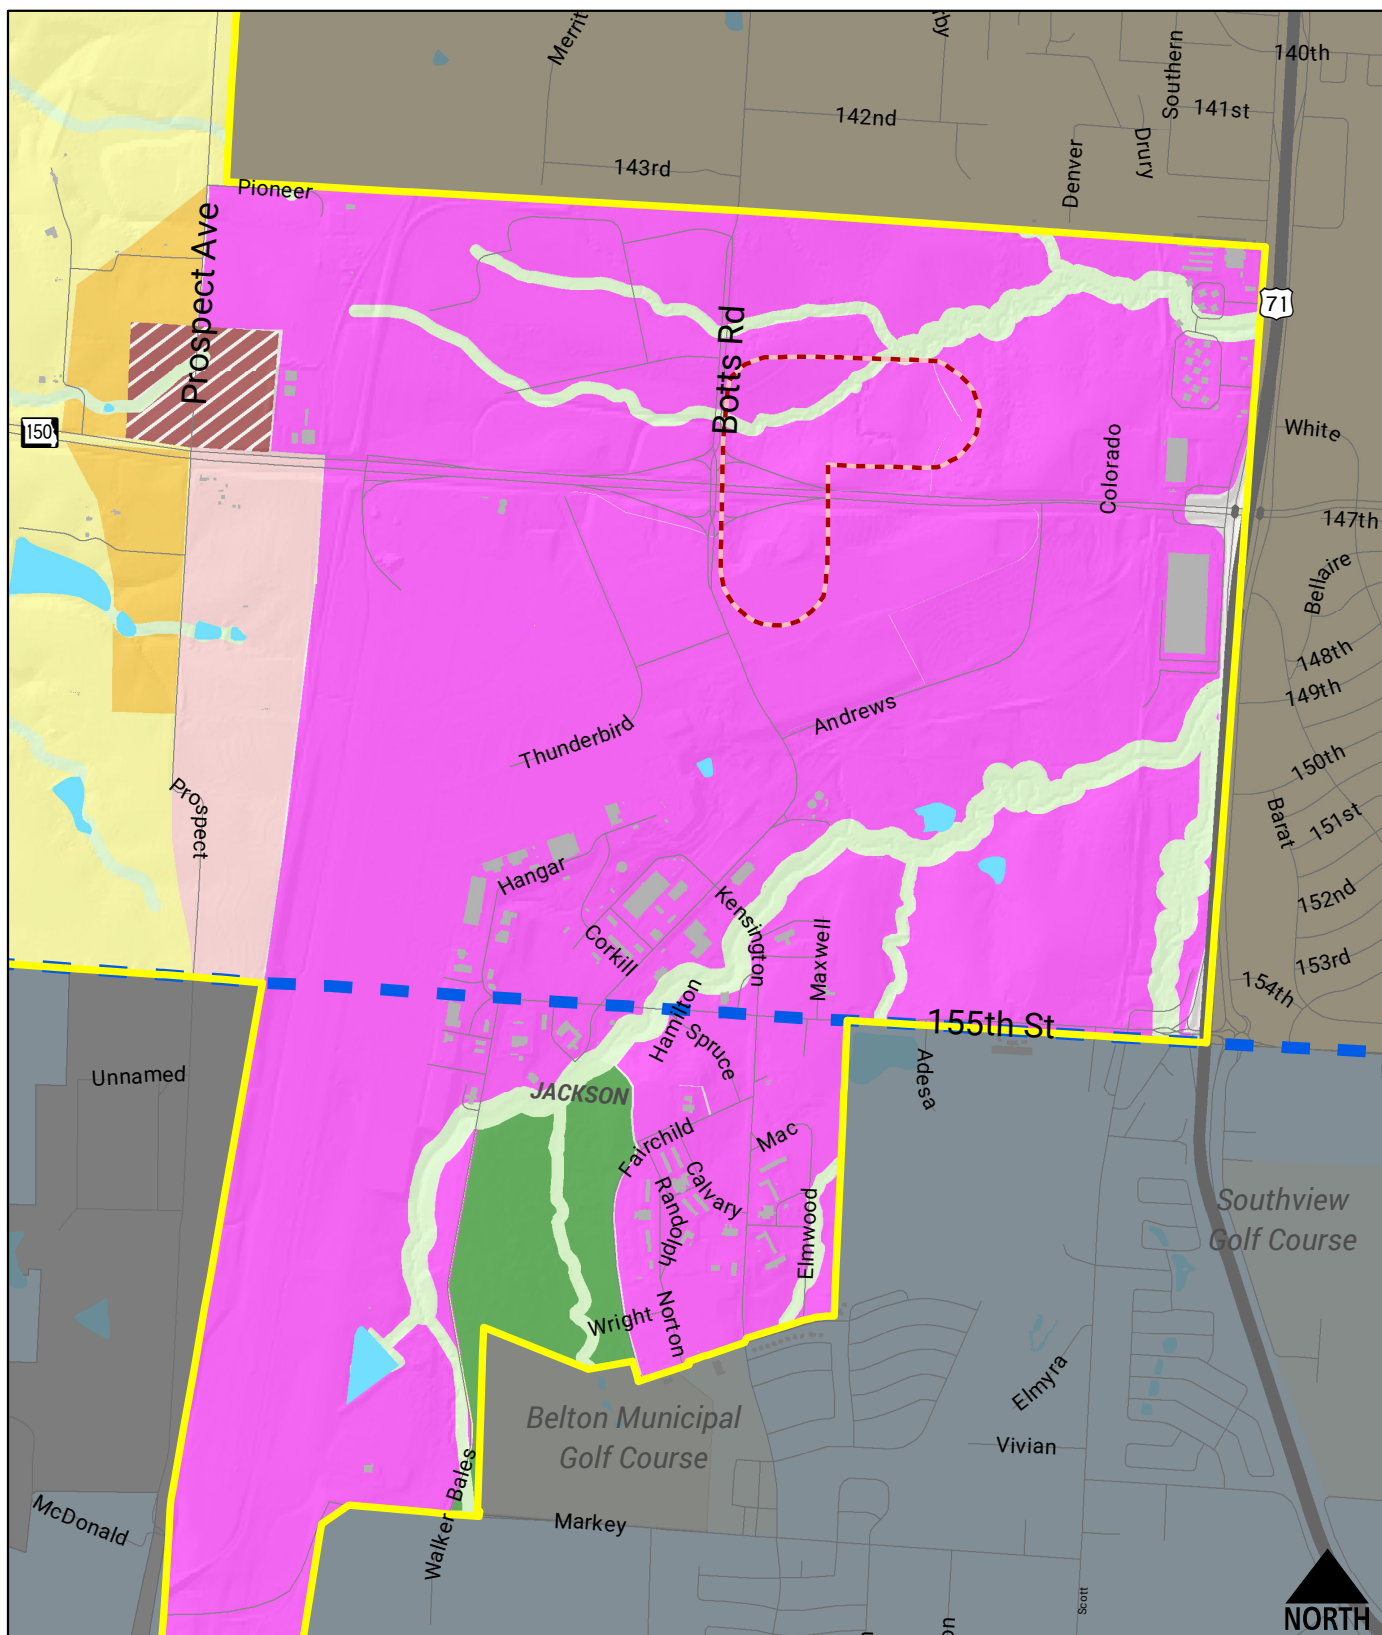 Merrit
rby
Southern
140th
142nd
141st
143rd
Drury
Denver
Pioneer
Prospect Ave
Botts Rd
71
150
White
Colorado
147th
Bellaire
148th
149th
Andrews
Thunderbird
150th
Prospect
Barat
151st
Hangar
152nd
Kensington
Corkill
Maxwell
153rd
154th
Hamilton
155th St
Spruce
Unnamed
Adesa
JACKSON
Fairchild
Mac
Calvary
Randolph
Elmwood
Southview
Golf Course
Wright
Norton
Elmyra
Belton Municipal
Golf Course
Vivian
Bales
McDonald
Walker
Markey
Scott
NORTH